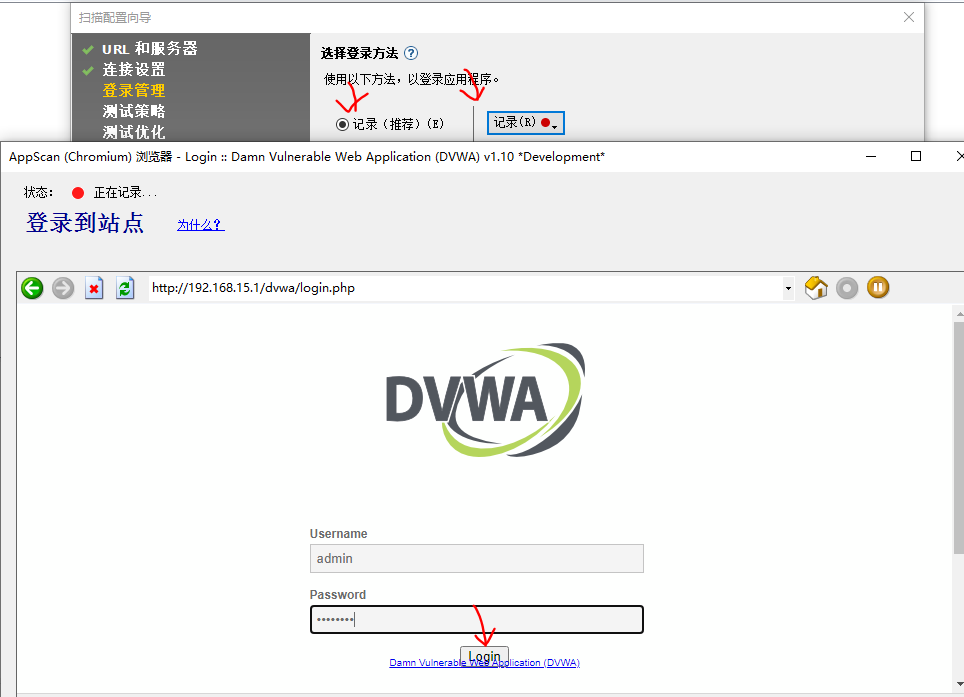 扫描配置向导
URL 和服务器
连接设置
登录管理
测试策略
测试优化
选择登录方法 ?
使用以下方法，以登录应用程序。
记录（推荐）(E)
记录(R)
AppScan (Chromium) 浏览器 - Login :: Damn Vulnerable Web Application (DVWA) v1.10 *Development*
状态： 正在记录...
登录到站点 为什么?
http://192.168.15.1/dvwa/login.php
DVWA
Username
admin
Password
Login
Damn Vulnerable Web Application (DVWA)